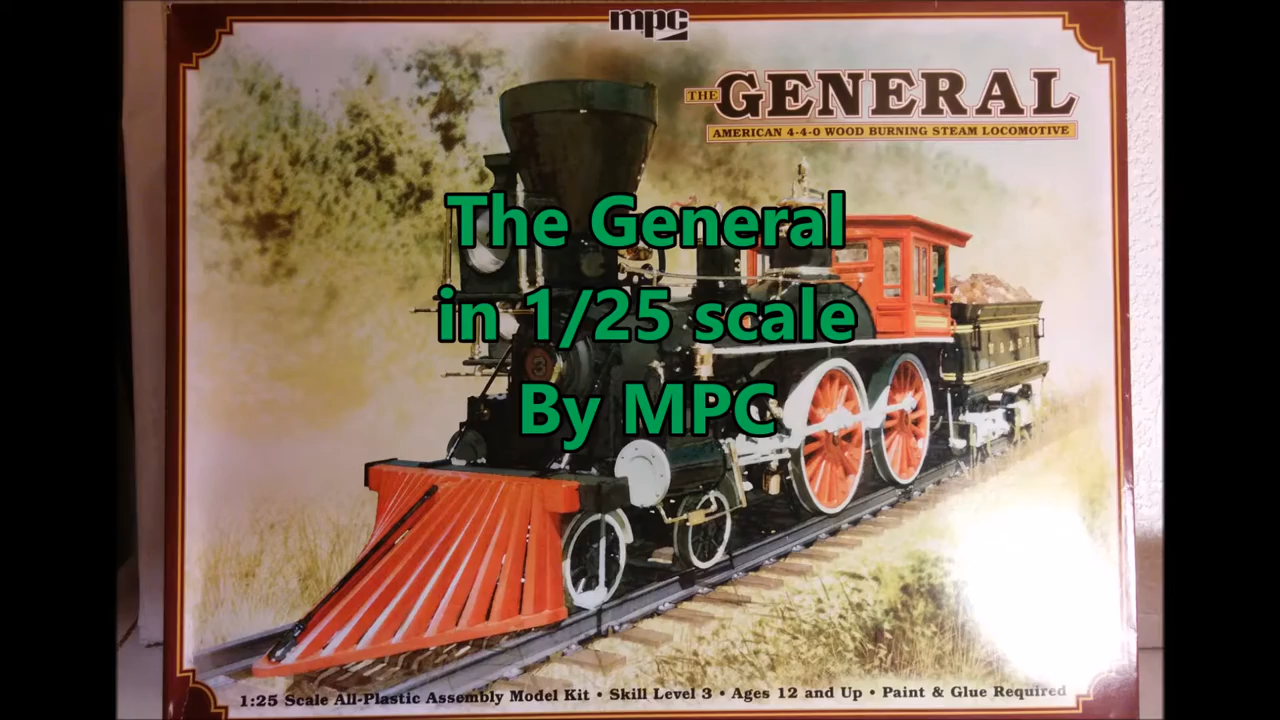 mpc
THE GENERAL
AMERICAN 4-4-0 WOOD BURNING STEAM LOCOMOTIVE
The General
in 1/25 scale
By MPC
3
1:25 Scale All-Plastic Assembly Model Kit • Skill Level 3 • Ages 12 and Up • Paint & Glue Required